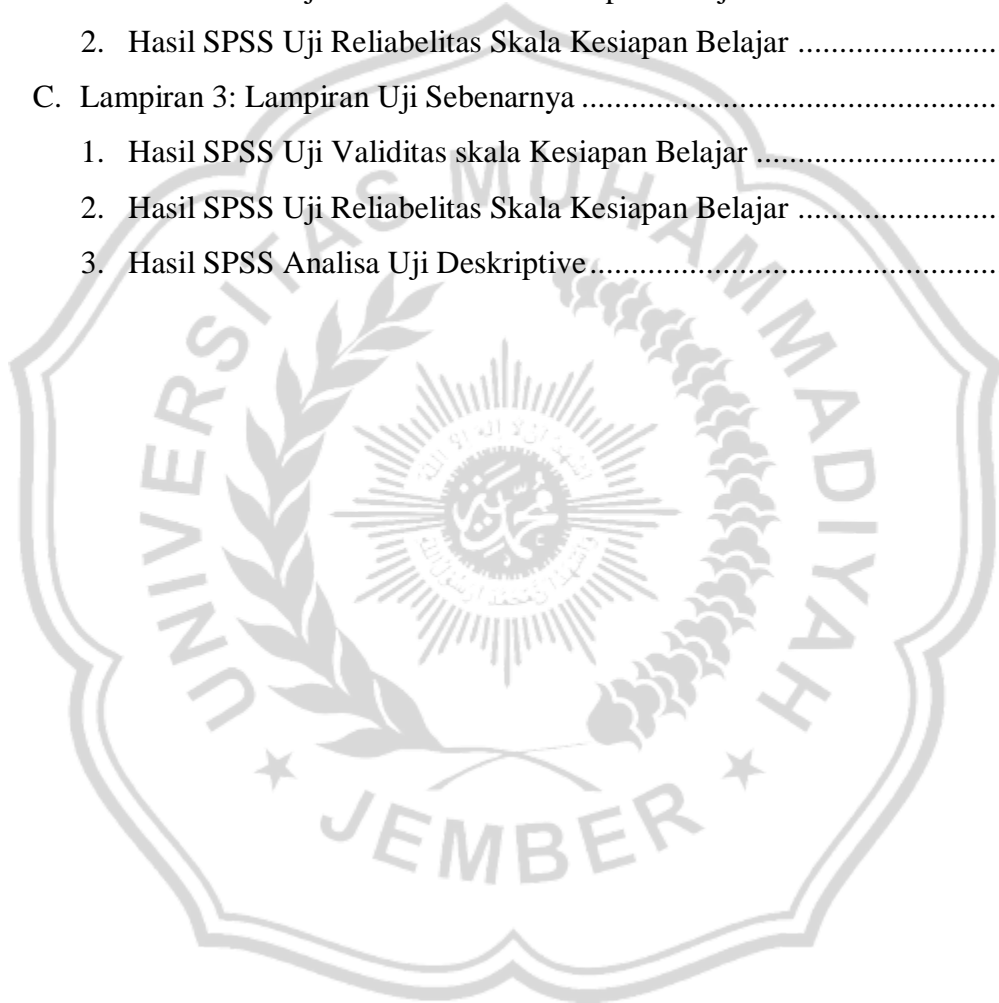 2. Hasil SPSS Uji Reliabelitas Skala Kesiapan Belajar ........................
C. Lampiran 3: Lampiran Uji Sebenarnya ..................................................
1. Hasil SPSS Uji Validitas skala Kesiapan Belajar .............................
2. Hasil SPSS Uji Reliabelitas Skala Kesiapan Belajar ........................
3. Hasil SPSS Analisa Uji Deskriptive.................................................
UNIVERSITAS MUHAMMADIYAH
JEMBER